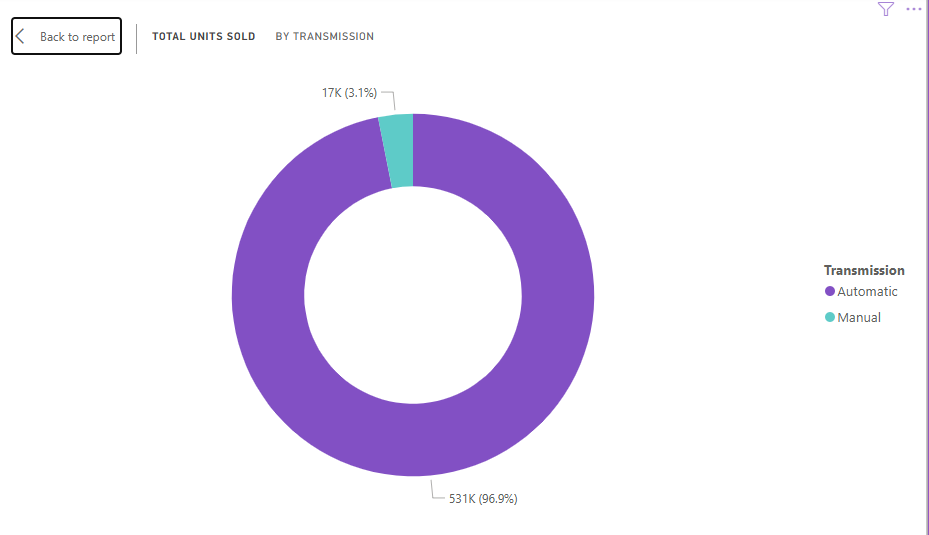 Back to report
TOTAL UNITS SOLD BY TRANSMISSION
17K (3.1%)
Transmission
Automatic
Manual
531K (96.9%)